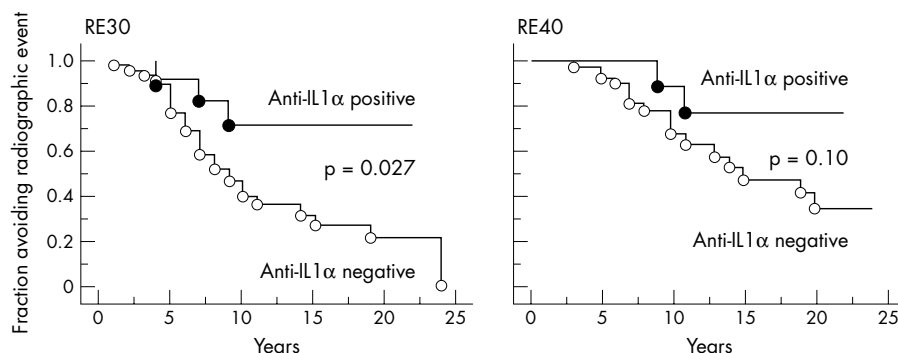 RE30
Fraction avoiding radiographic event
1.0
0.8
0.6
0.4
0.2
0
Anti-IL1α positive
p = 0.027
Anti-IL1α negative
0 5 10 15 20 25
Years
RE40
Anti-IL1α positive
p = 0.10
Anti-IL1α negative
0 5 10 15 20 25
Years